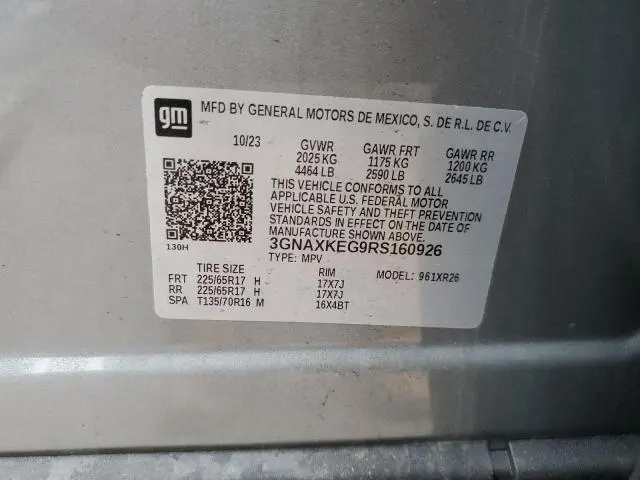 gm
MFD BY GENERAL MOTORS DE MEXICO, S. DE R.L. DE C.V.
10/23 GVWR GAWR FRT GAWR RR
2025 KG 1175 KG 1200 KG
4464 LB 2590 LB 2645 LB
THIS VEHICLE CONFORMS TO ALL
APPLICABLE U.S. FEDERAL MOTOR
VEHICLE SAFETY AND THEFT PREVENTION
STANDARDS IN EFFECT ON THE DATE OF
MANUFACTURE SHOWN ABOVE.
130H 3GNAXKEG9RS160926
TYPE: MPV MODEL: 961XR26
TIRE SIZE RIM
FRT 225/65R17 H 17X7J
RR 225/65R17 H 17X7J
SPA T135/70R16 M 16X4BT